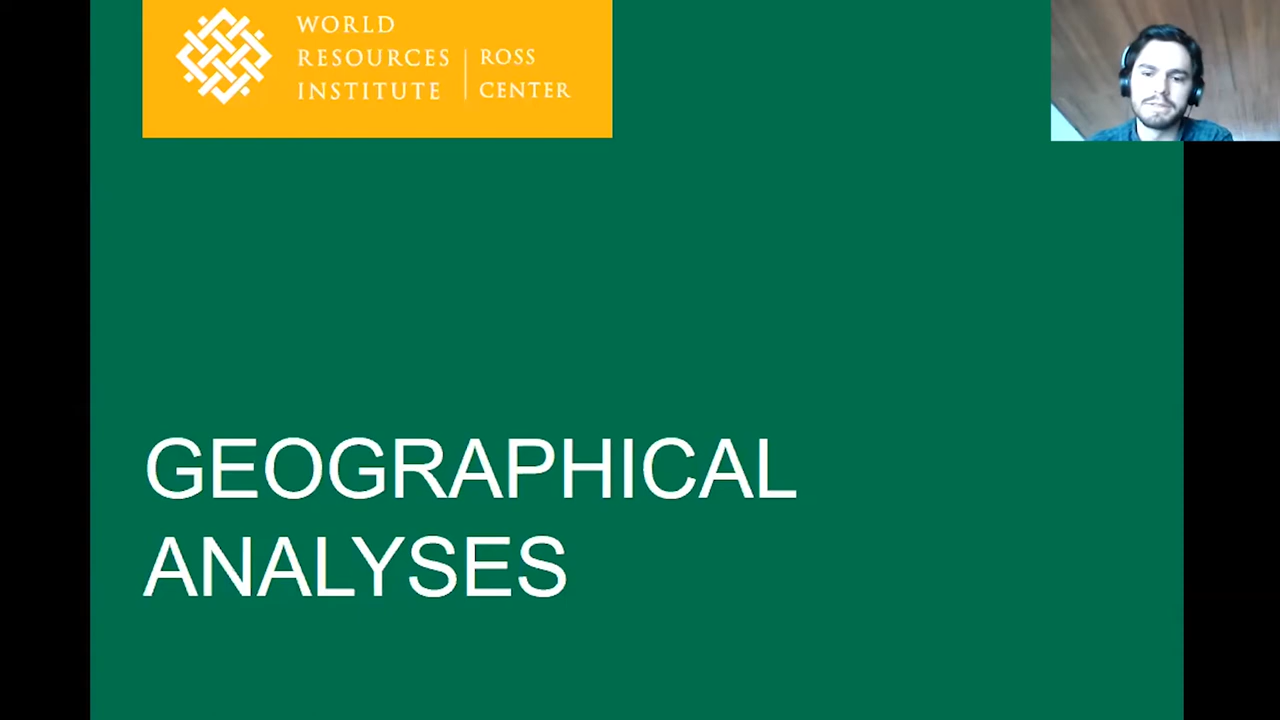 WORLD
RESOURCES
INSTITUTE
ROSS
CENTER
GEOGRAPHICAL
ANALYSES